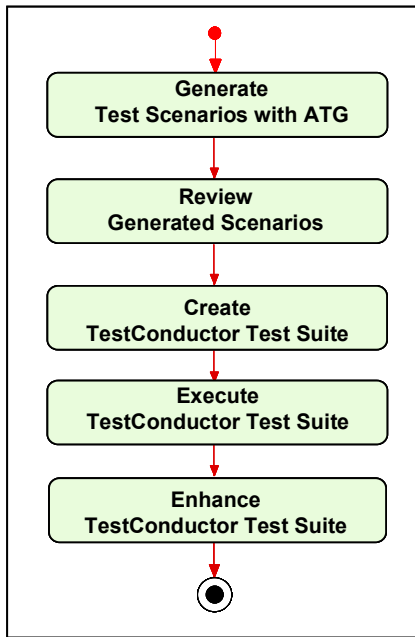 Generate
Test Scenarios with ATG
Review
Generated Scenarios
Create
TestConductor Test Suite
Execute
TestConductor Test Suite
Enhance
TestConductor Test Suite